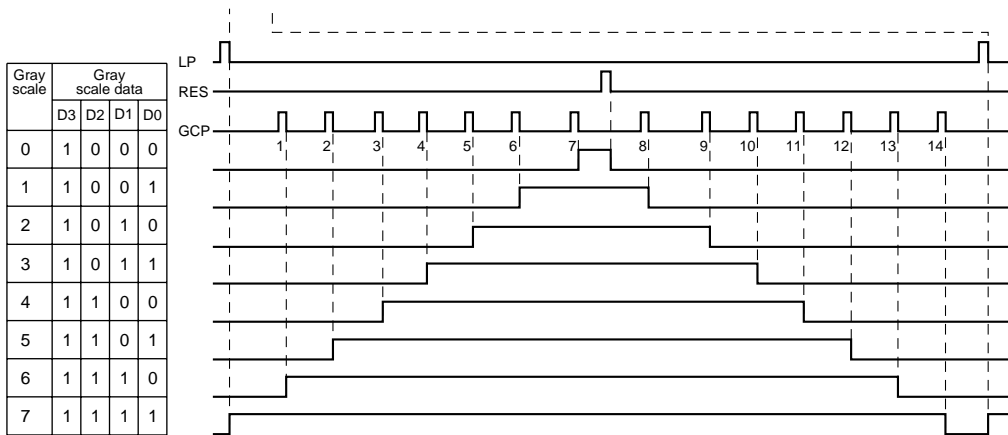 LP
RES
GCP
1 2 3 4 5 6 7 8 9 10 11 12 13 14
Gray scale Gray scale data
D3 D2 D1 D0
0 1 0 0 0
1 1 0 0 1
2 1 0 1 0
3 1 0 1 1
4 1 1 0 0
5 1 1 0 1
6 1 1 1 0
7 1 1 1 1